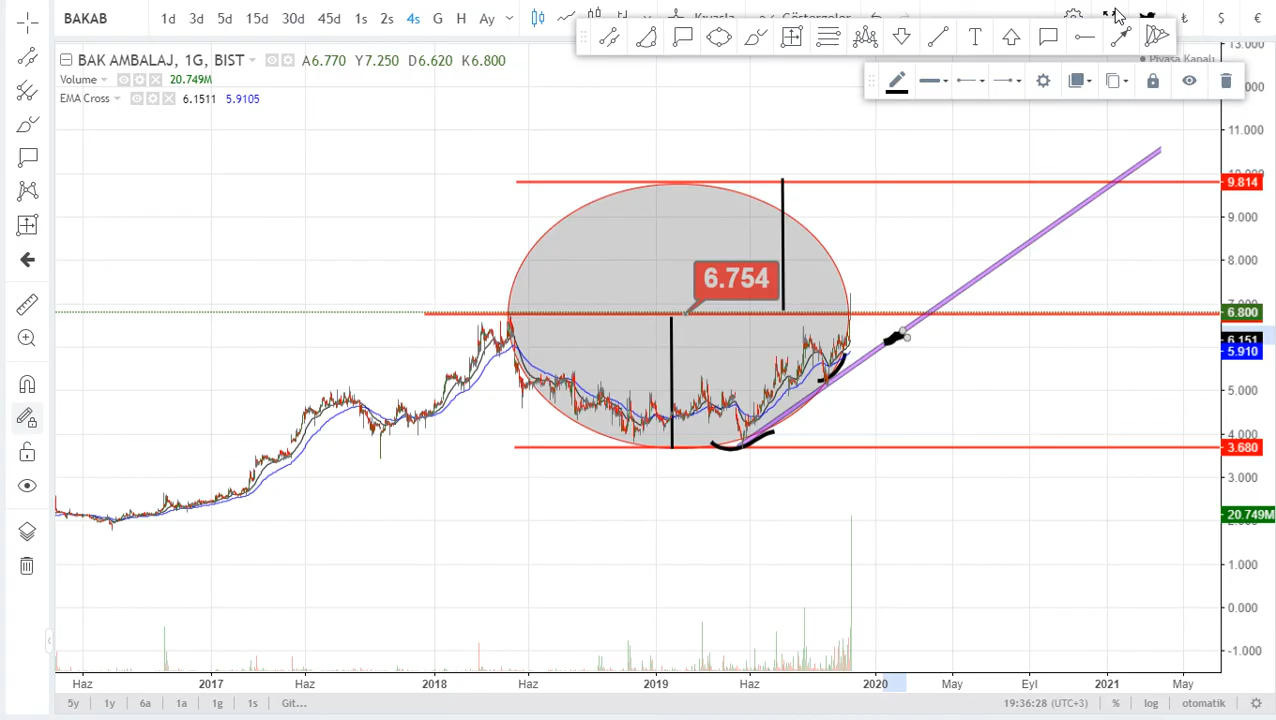 BAKAB 1d 3d 5d 15d 30d 45d 1s 2s 4s G H Ay
BAK AMBALAJ, 1G, BIST A6.770 Y7.250 D6.620 K6.800
Volume 20.749M
EMA Cross 6.1511 5.9105
₺ $ €
Piyasa Kanalı
13.000
11.000
9.814
9.000
8.000
6.754
6.800
6.151
5.910
5.000
4.000
3.680
3.000
20.749M
1.000
0.000
-1.000
Haz 2017 Haz 2018 Haz 2019 Haz 2020 May Eyl 2021 May
5y 1y 6a 1a 1g 1s Git... 19:36:28 (UTC+3) % log otomatik